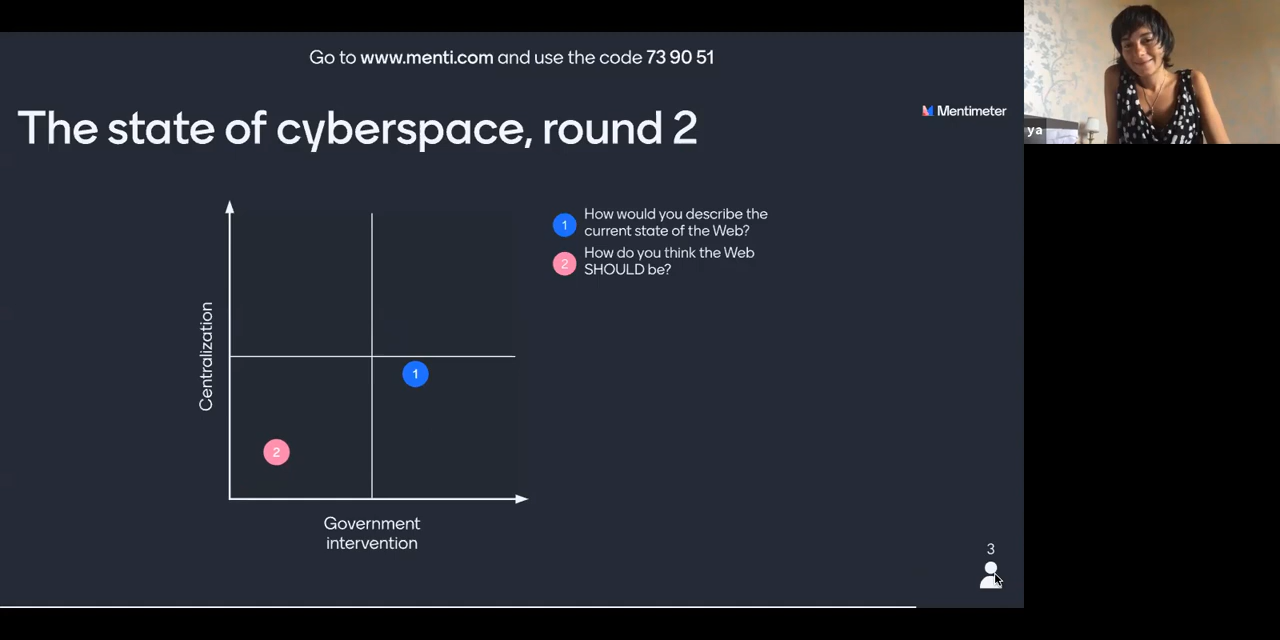 Go to www.menti.com and use the code 73 90 51
The state of cyberspace, round 2
Mentimeter
ya
1 How would you describe the
current state of the Web?
2 How do you think the Web
SHOULD be?
Centralization
1
2
Government
intervention
3